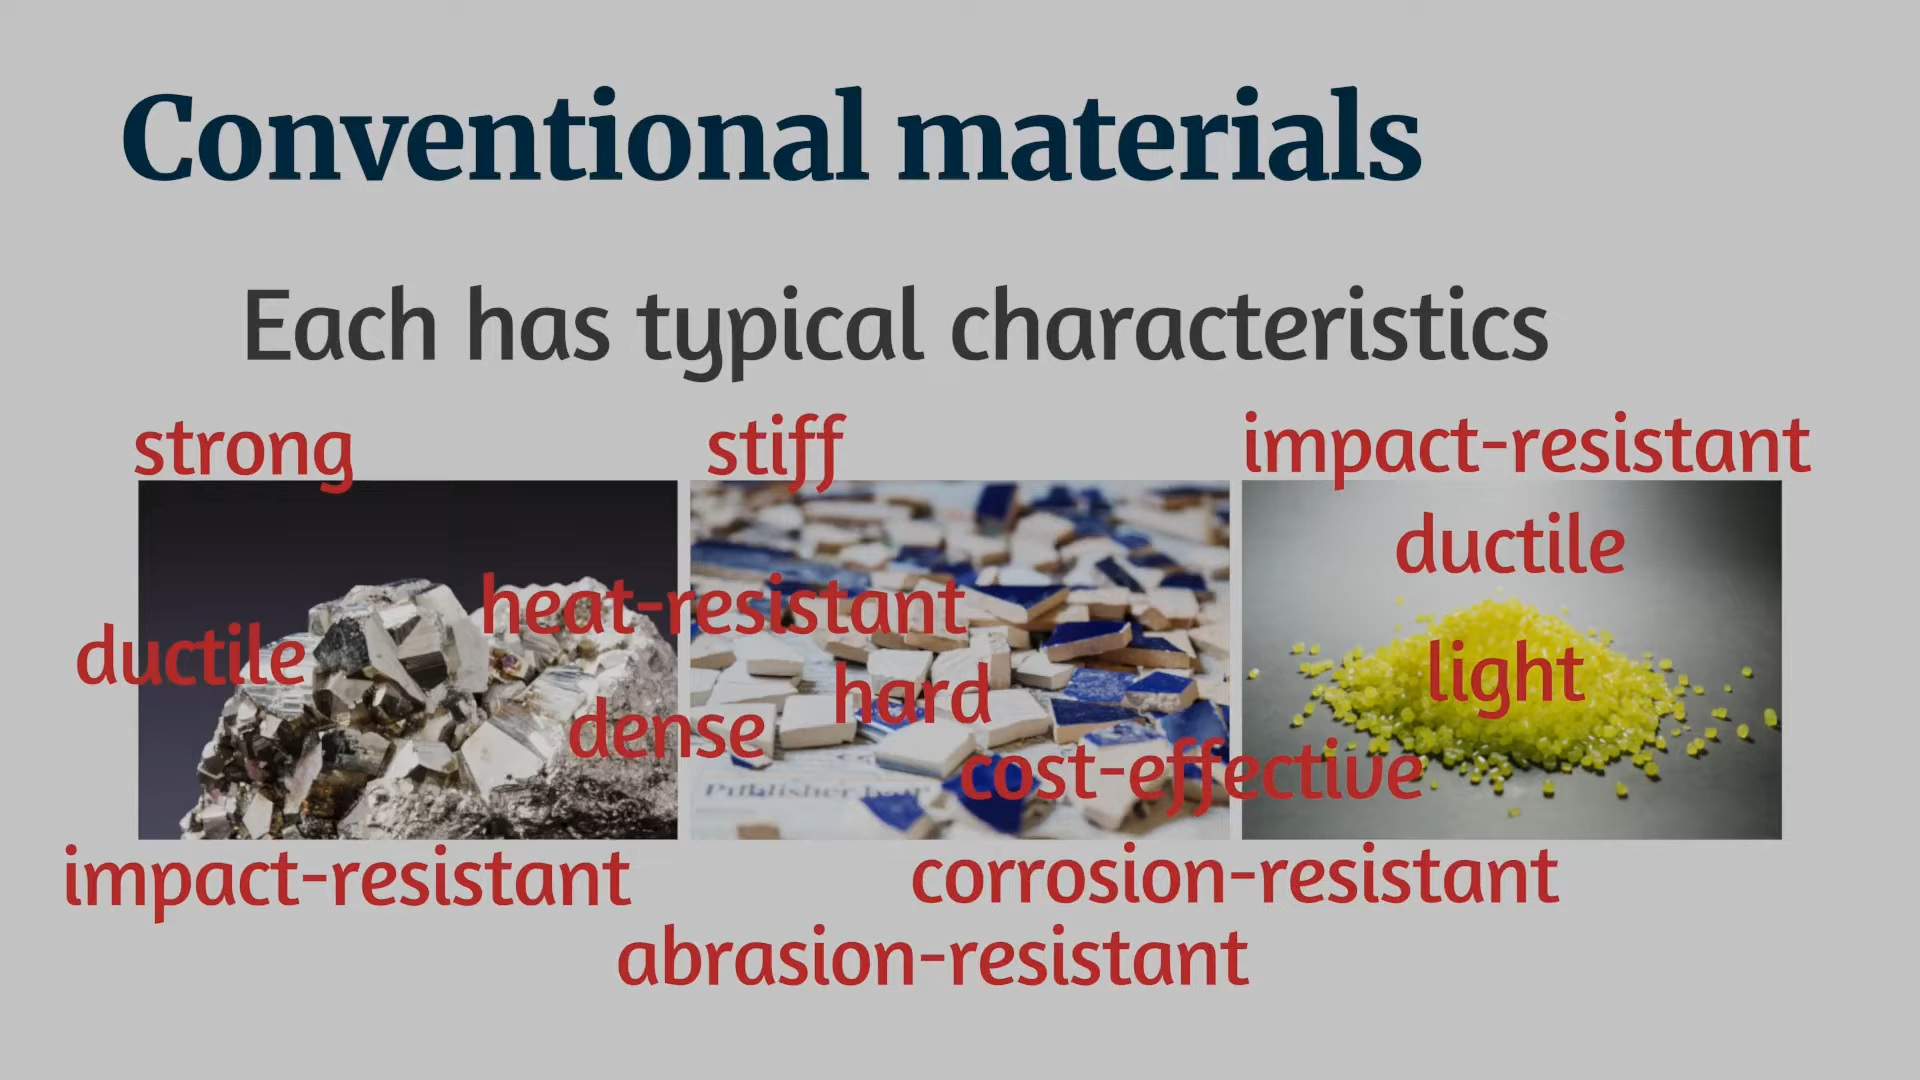 Conventional materials
Each has typical characteristics
strong
stiff
impact-resistant
ductile
heat-resistant
ductile
light
hard
dense
cost-effective
impact-resistant
corrosion-resistant
abrasion-resistant